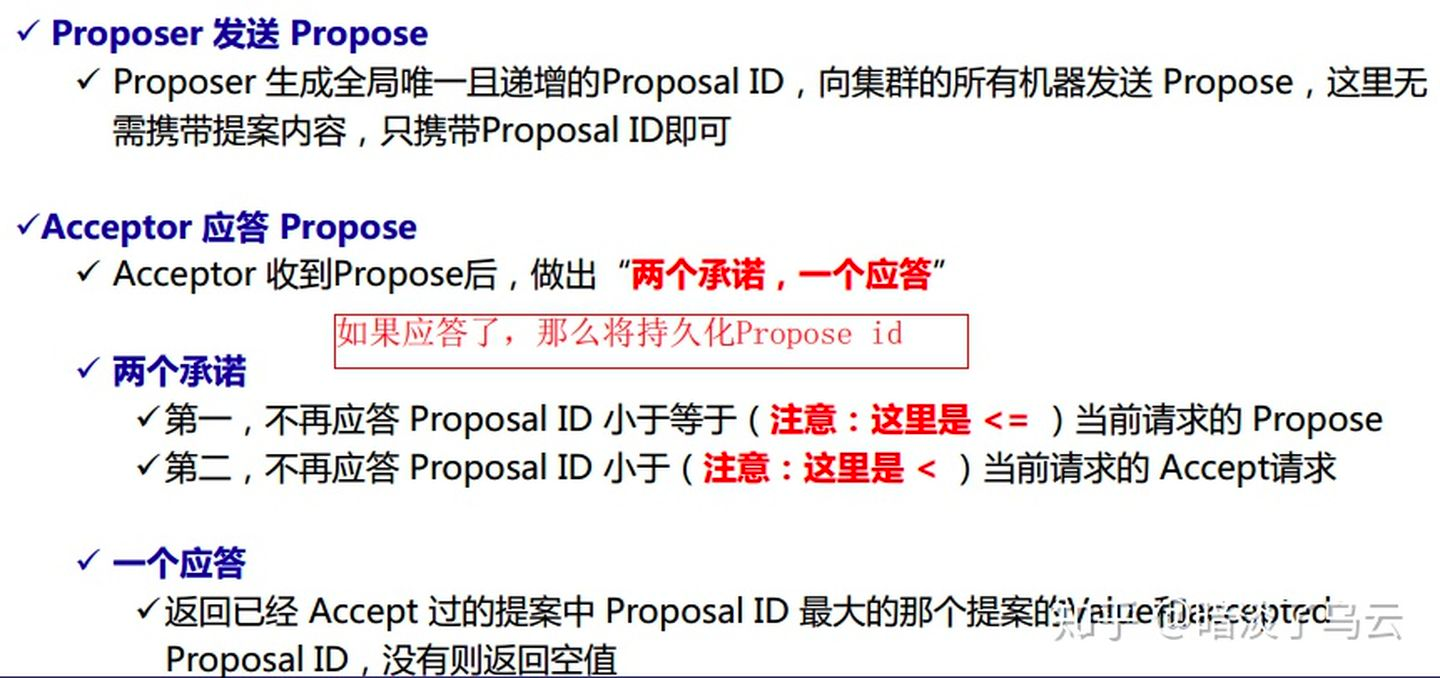 ✓ Proposer 发送 Propose
✓ Proposer 生成全局唯一且递增的Proposal ID，向集群的所有机器发送 Propose，这里无
需携带提案内容，只携带Proposal ID即可
✓Acceptor 应答 Propose
✓ Acceptor 收到Propose后，做出“两个承诺，一个应答”
如果应答了，那么将持久化Propose id
✓ 两个承诺
✓第一，不再应答 Proposal ID 小于等于（注意：这里是 <= ）当前请求的 Propose
✓第二，不再应答 Proposal ID 小于（注意：这里是 < ）当前请求的 Accept请求
✓ 一个应答
✓返回已经 Accept 过的提案中 Proposal ID 最大的那个提案的Value和accepted
Proposal ID，没有则返回空值
知乎 @暗淡了乌云